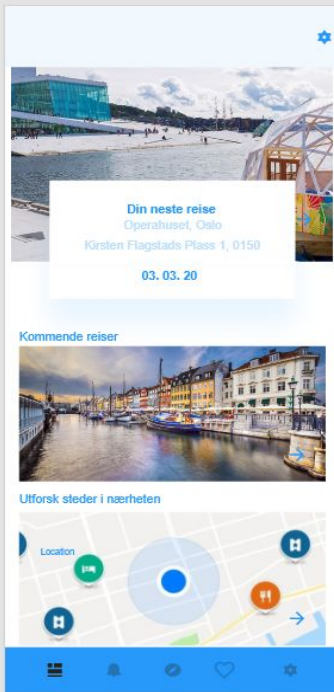 Din neste reise
Operahuset, Oslo
Kirsten Flagstads Plass 1, 0150
03. 03. 20
Kommende reiser
Utforsk steder i nærheten
Location